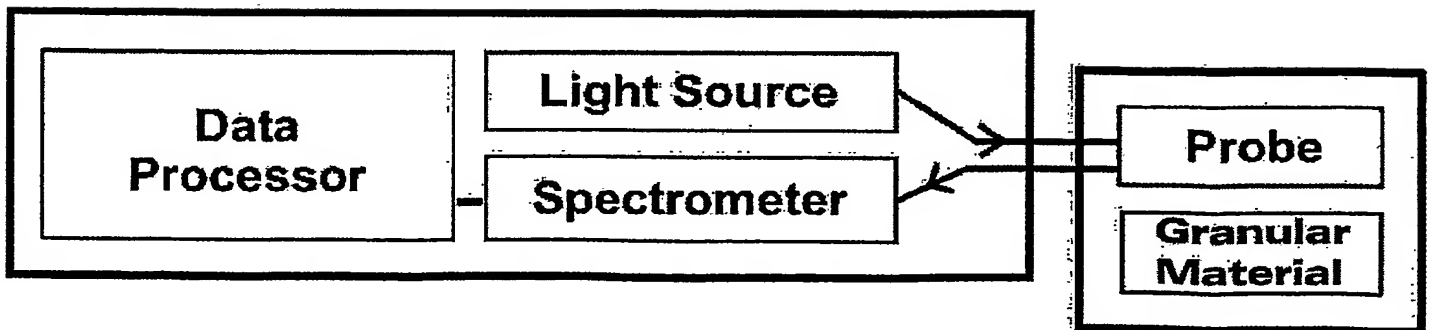 Data
Processor
Light Source
Spectrometer
Probe
Granular
Material